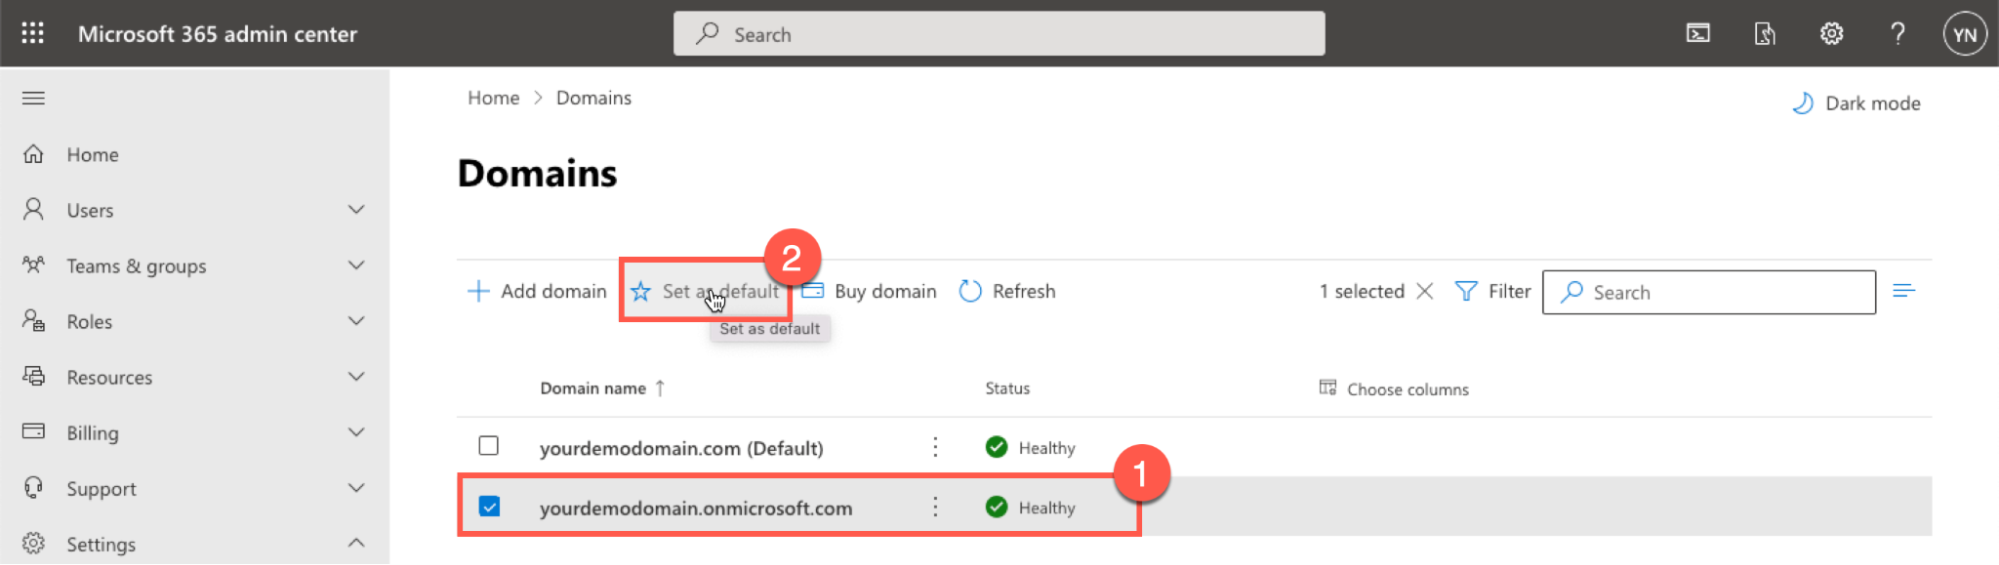 Microsoft 365 admin center
Search
YN
Home > Domains
Dark mode
Home
Users
Teams & groups
Roles
Resources
Billing
Support
Settings
Domains
2
Add domain
Set as default
Buy domain
Refresh
1 selected
Filter
Search
Set as default
Domain name ↑
Status
Choose columns
yourdemodomain.com (Default)
Healthy
1
yourdemodomain.onmicrosoft.com
Healthy